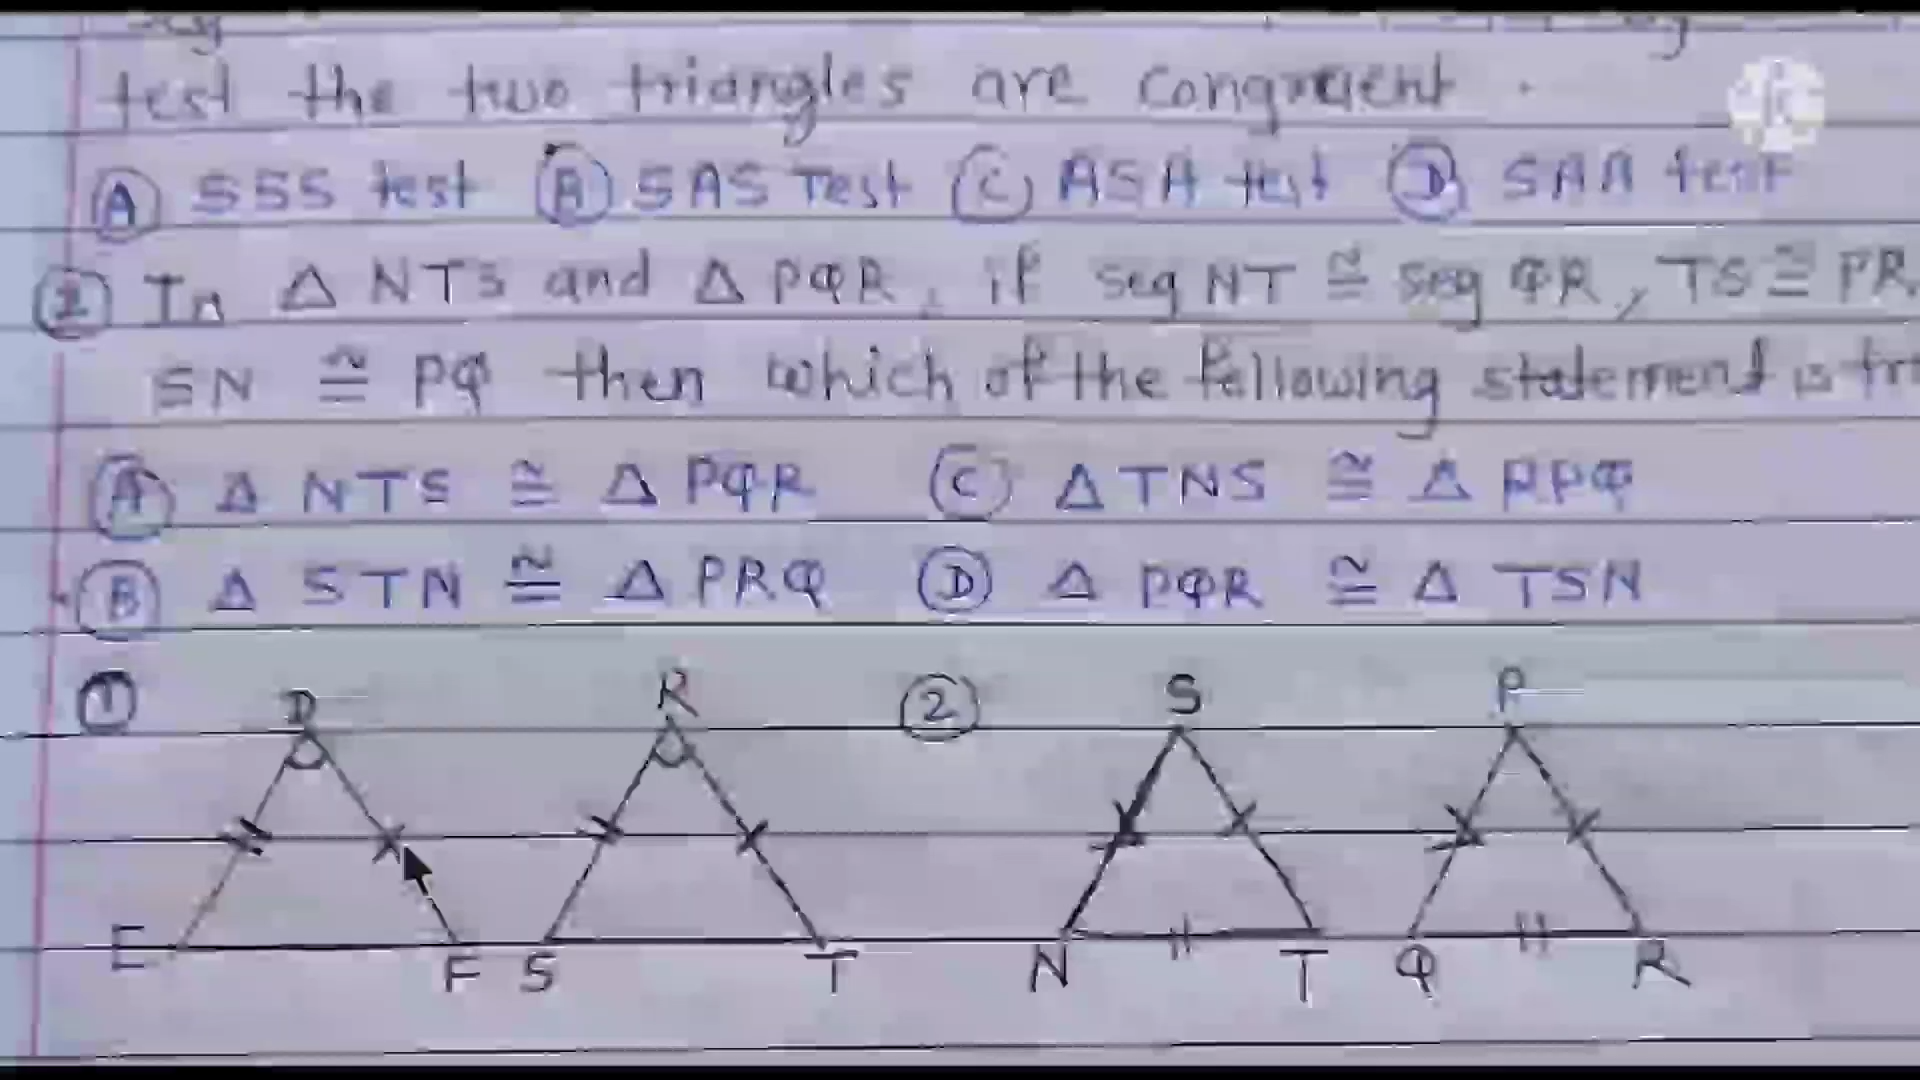 test the two triangles are congruent.
A SSS test B SAS Test C ASA test D SAA test
2 In △ NTS and △ PQR, if seg NT ≅ seg QR, TS ≅ PR
SN ≅ PQ then which of the following statement is
A △ NTS ≅ △ PQR C △ TNS ≅ △ RPQ
B △ STN ≅ △ PRQ D △ PQR ≅ △ TSN
1 D R 2 S P
E F S T N T Q R